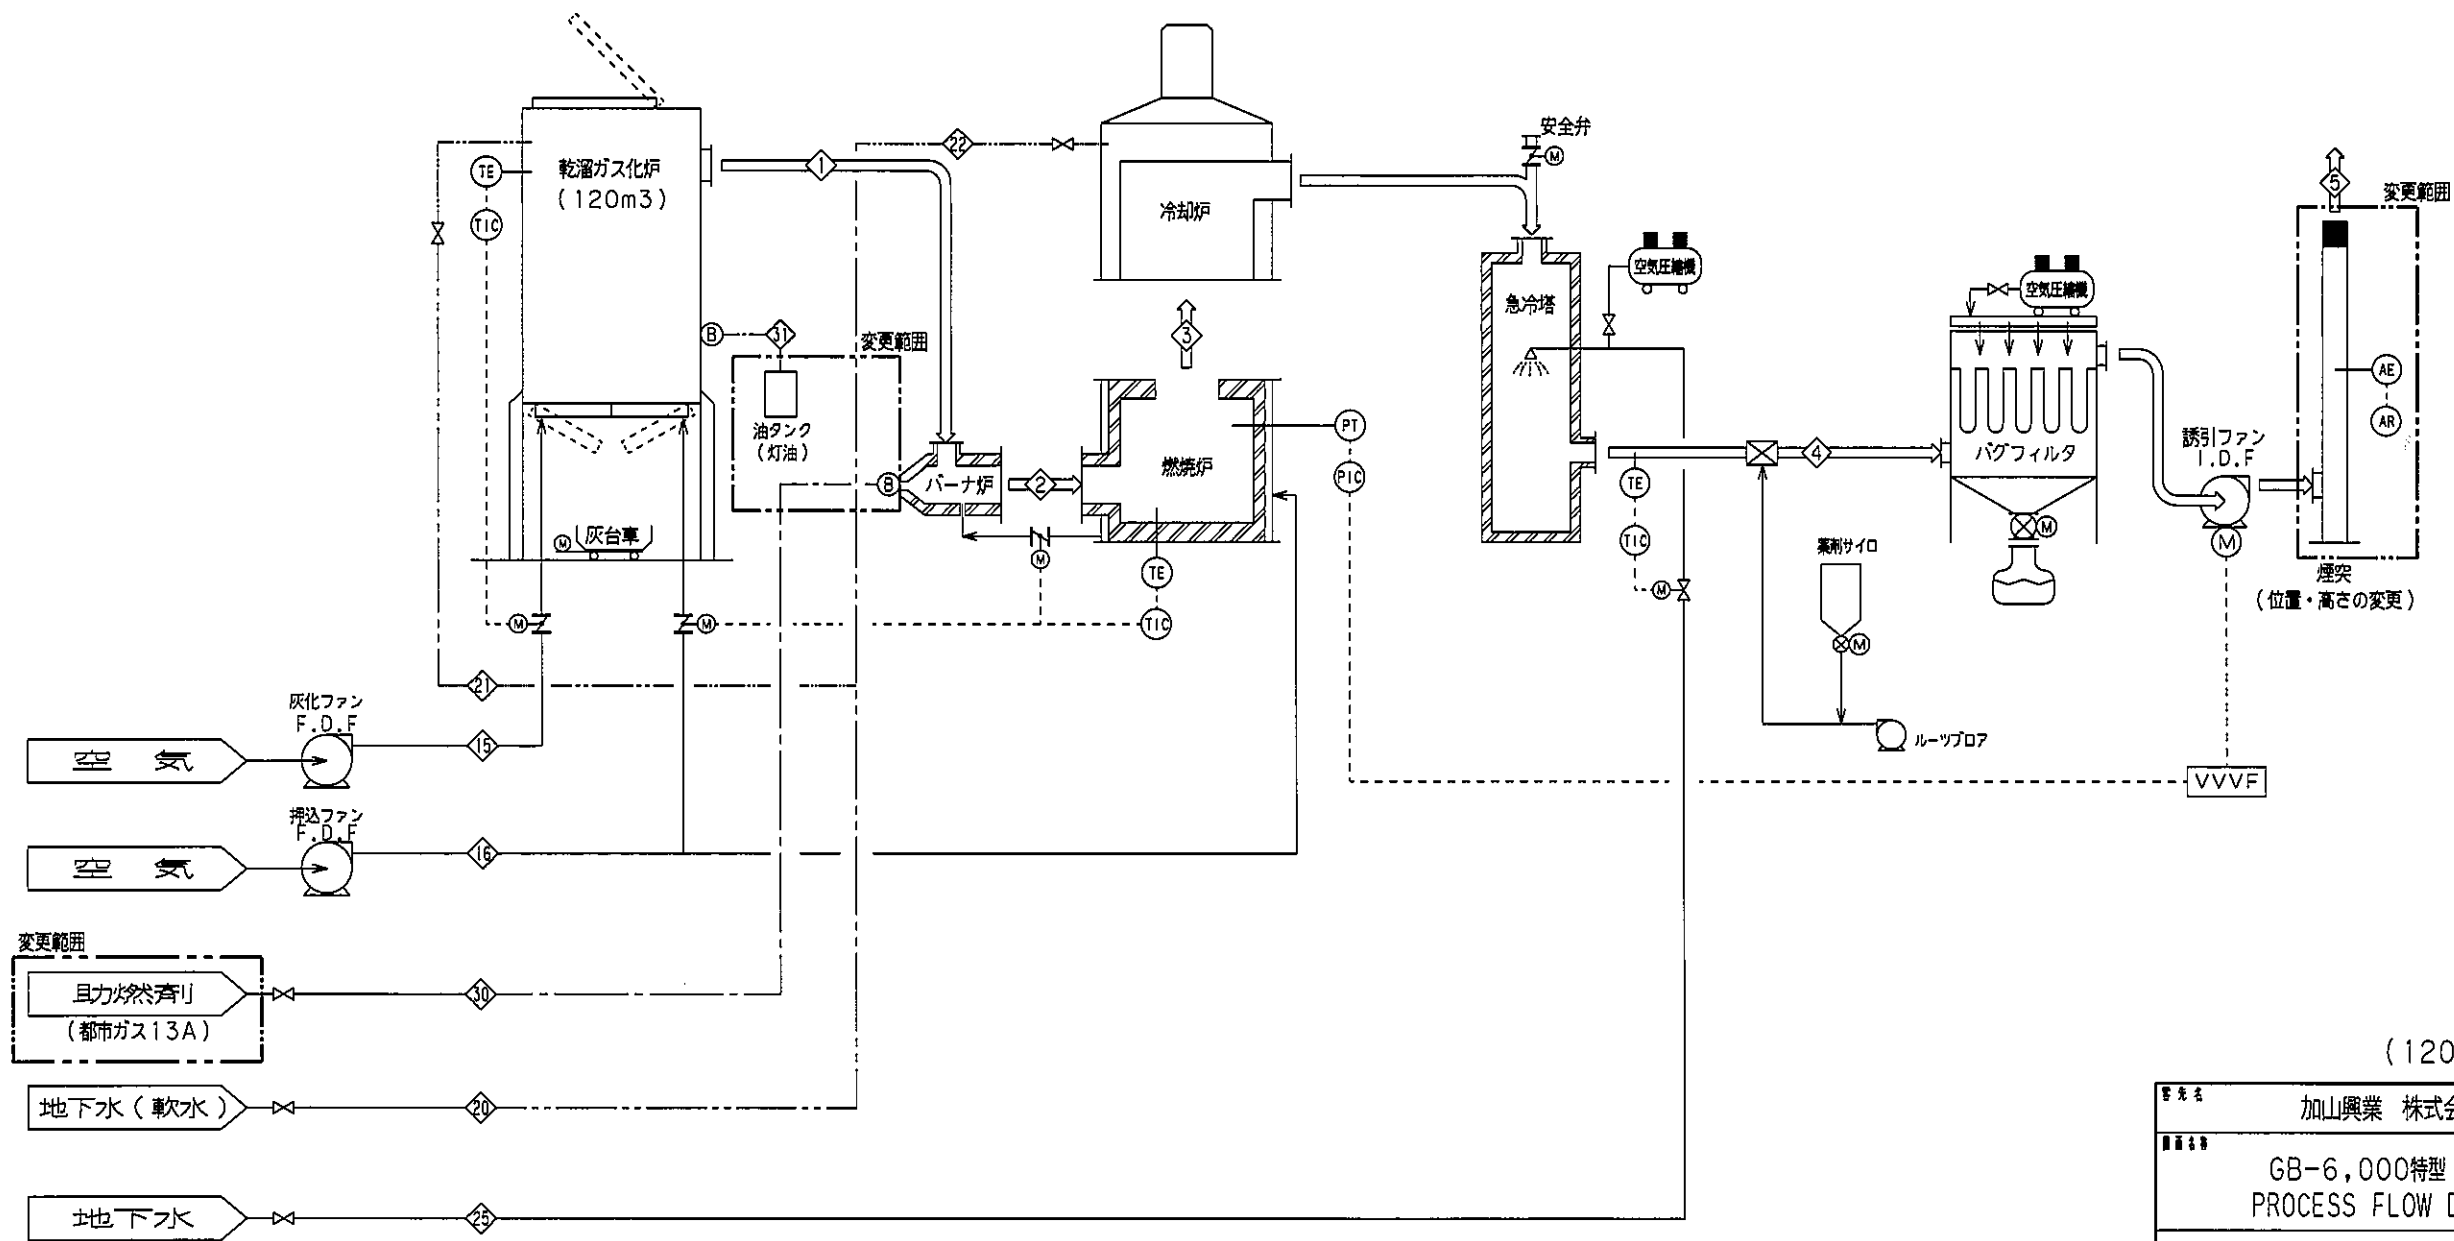 安全弁
変更範囲
乾溜ガス化炉
(120m3)
TE
TIC
1
22
冷却炉
空気圧縮機
空気圧縮機
急冷塔
5
B
31
変更範囲
3
油タンク
(灯油)
B
バーナ炉
2
燃焼炉
PT
PIC
TE
TIC
M
4
バグフィルタ
誘引ファン
I.D.F
AE
AR
M
灰台車
M
M
TE
TIC
M
M
M
薬剤サイロ
M
M
煙突
(位置・高さの変更)
21
灰化ファン
F.D.F
空 気
15
ルーツブロア
VVVF
押込ファン
F.D.F
空 気
16
変更範囲
助燃剤
(都市ガス13A)
30
地下水(軟水)
20
地下水
25
(120
客先名
加山興業 株式会
図面名称
GB-6,000特型
PROCESS FLOW D